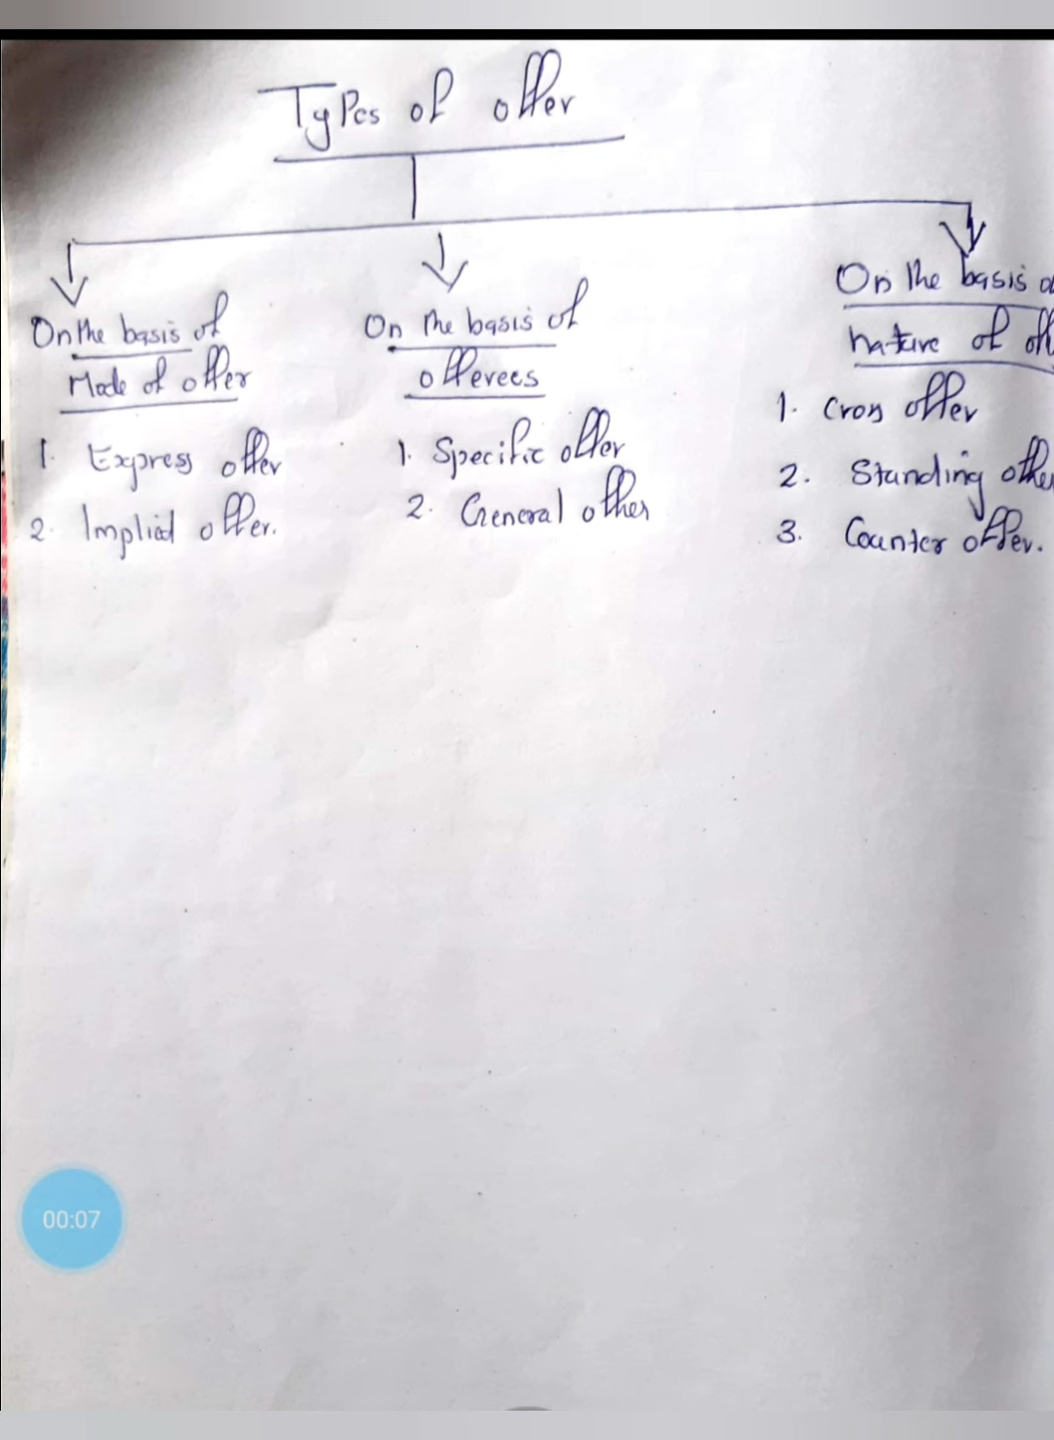 Types of offer
On the basis of
Mode of offer
1. Express offer
2. Implied offer.
On the basis of
offerees
1. Specific offer
2. General offer
On the basis
nature of
1. Cross offer
2. Standing
3. Counter offer.
00:07